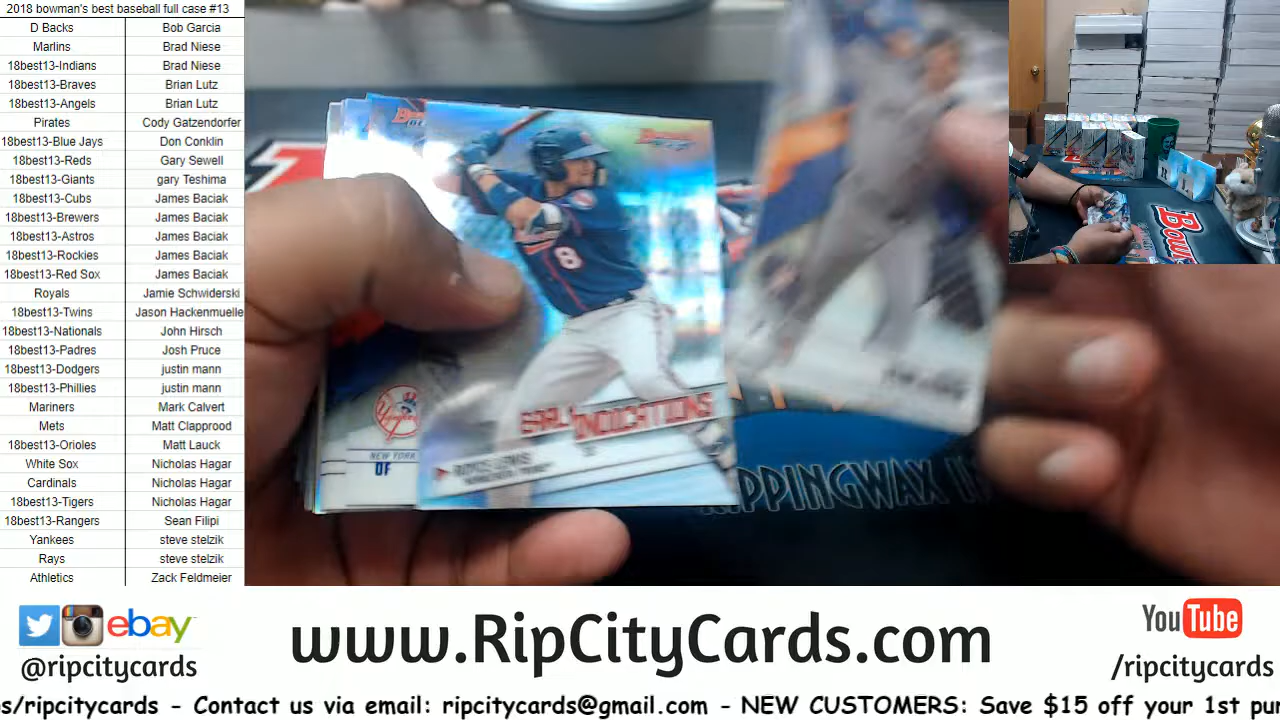 2018 bowman's best baseball full case #13
D Backs Bob Garcia
Marlins Brad Niese
18best13-Indians Brad Niese
18best13-Braves Brian Lutz
18best13-Angels Brian Lutz
Pirates Cody Gatzendorfer
18best13-Blue Jays Don Conklin
18best13-Reds Gary Sewell
18best13-Giants gary Teshima
18best13-Cubs James Baciak
18best13-Brewers James Baciak
18best13-Astros James Baciak
18best13-Rockies James Baciak
18best13-Red Sox James Baciak
Royals Jamie Schwiderski
18best13-Twins Jason Hackenmuelle
18best13-Nationals John Hirsch
18best13-Padres Josh Pruce
18best13-Dodgers justin mann
18best13-Phillies justin mann
Mariners Mark Calvert
Mets Matt Clapprood
18best13-Orioles Matt Lauck
White Sox Nicholas Hagar
Cardinals Nicholas Hagar
18best13-Tigers Nicholas Hagar
18best13-Rangers Sean Filipi
Yankees steve stelzik
Rays steve stelzik
Athletics Zack Feldmeier
8
EARLY INDICATIONS
NEW YORK
OF
PPINGWAX
ebay
@ripcitycards
www.RipCityCards.com
YouTube
/ripcitycards
s/ripcitycards - Contact us via email: ripcitycards@gmail.com - NEW CUSTOMERS: Save $15 off your 1st pur